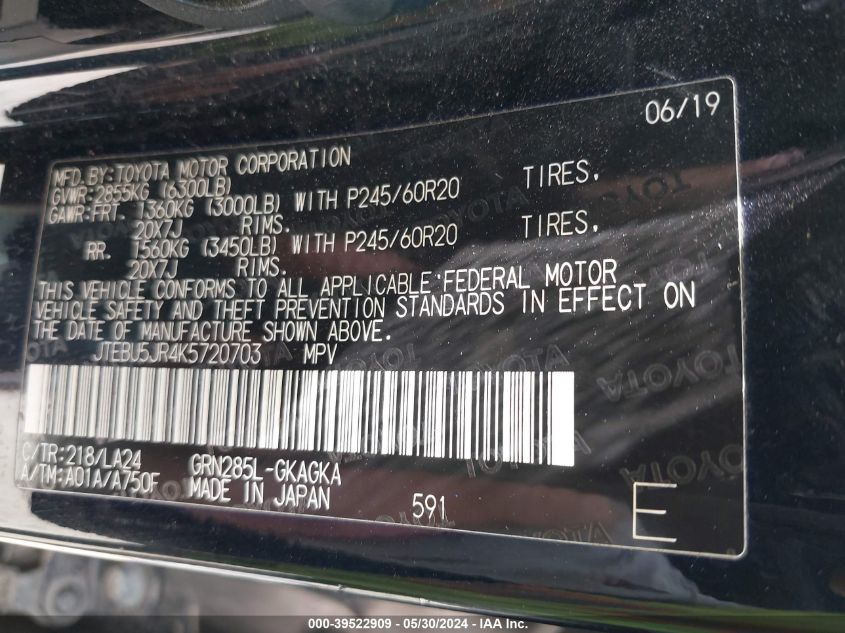 06/19
MFD.BY:TOYOTA MOTOR CORPORATION
GVWR:2855KG (6300LB)
GAWR:FRT. 1360KG (3000LB) WITH P245/60R20 TIRES,
20X7J RIMS.
RR. 1560KG (3450LB) WITH P245/60R20 TIRES,
20X7J RIMS.
THIS VEHICLE CONFORMS TO ALL APPLICABLE FEDERAL MOTOR
VEHICLE SAFETY AND THEFT PREVENTION STANDARDS IN EFFECT ON
THE DATE OF MANUFACTURE SHOWN ABOVE.
JTEBU5JR4K5720703 MPV
C/TR:218/LA24 GRN285L-GKAGKA
A/TM:A01A/A750F MADE IN JAPAN 591
E
000-39522909 - 05/30/2024 - IAA Inc.